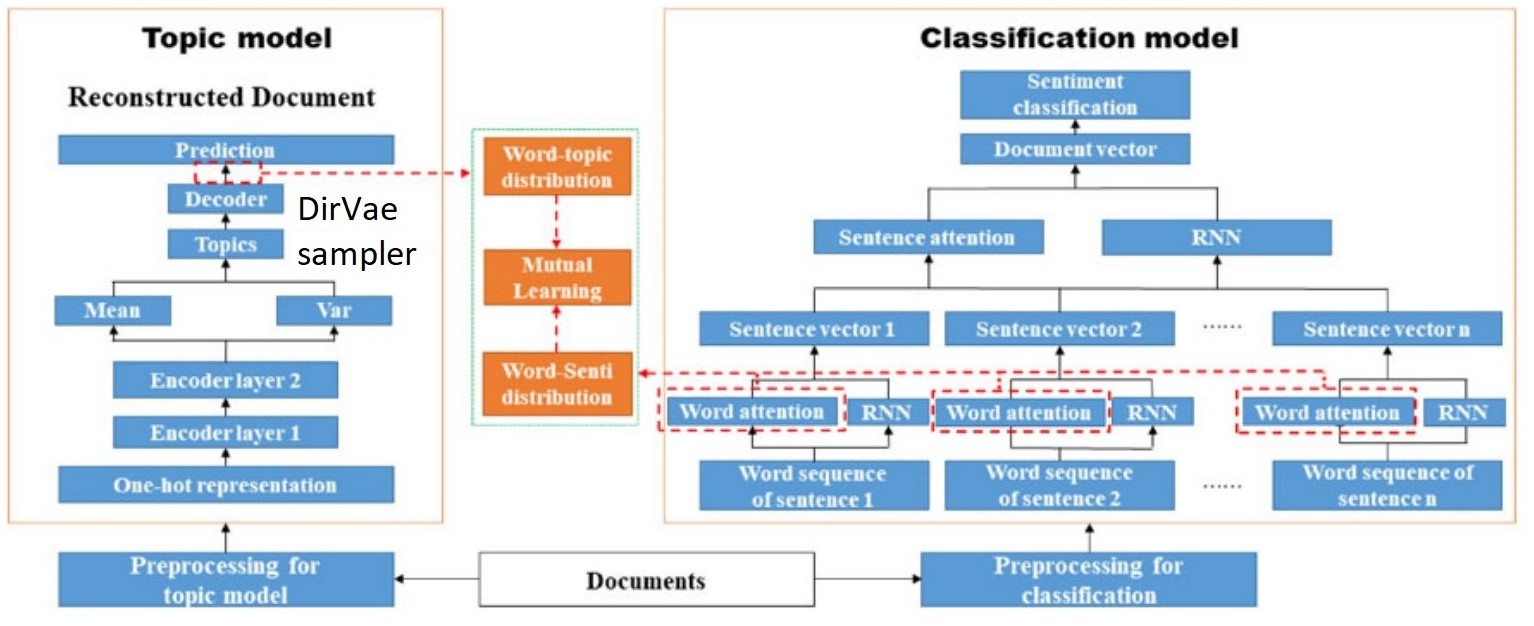 Topic model
Reconstructed Document
Prediction
Decoder
DirVae
sampler
Topics
Mean
Var
Encoder layer 2
Encoder layer 1
One-hot representation
Preprocessing for
topic model
Word-topic
distribution
Mutual
Learning
Word-Senti
distribution
Documents
Classification model
Sentiment
classification
Document vector
Sentence attention
RNN
Sentence vector 1
Sentence vector 2
......
Sentence vector n
Word attention
RNN
Word attention
RNN
Word attention
RNN
Word sequence
of sentence 1
Word sequence
of sentence 2
......
Word sequence of
sentence n
Preprocessing for
classification